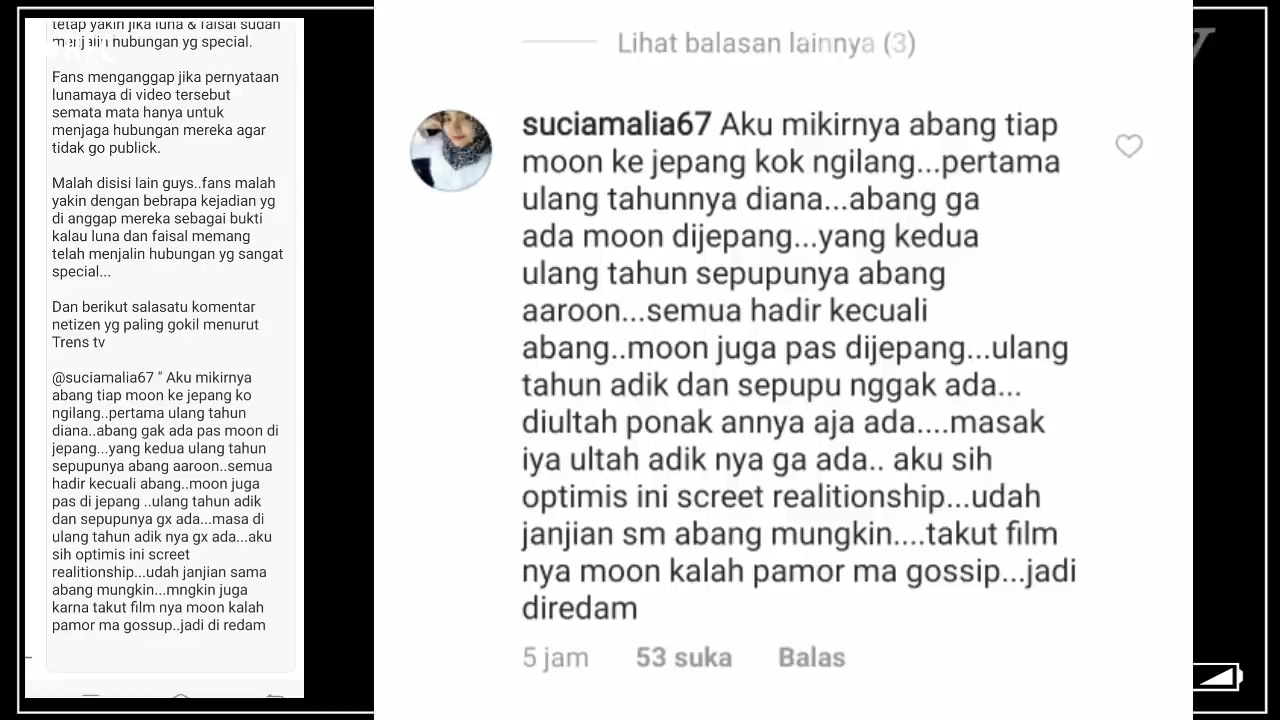 tetap yakin jika luna & faisal sudah
menjalin hubungan yg special.
Fans menganggap jika pernyataan
lunamaya di video tersebut
semata mata hanya untuk
menjaga hubungan mereka agar
tidak go publick.
Malah disisi lain guys..fans malah
yakin dengan bebrapa kejadian yg
di anggap mereka sebagai bukti
kalau luna dan faisal memang
telah menjalin hubungan yg sangat
special...
Dan berikut salasatu komentar
netizen yg paling gokil menurut
Trens tv
@suciamalia67 " Aku mikirnya
abang tiap moon ke jepang ko
ngilang..pertama ulang tahun
diana..abang gak ada pas moon di
jepang...yang kedua ulang tahun
sepupunya abang aaroon..semua
hadir kecuali abang..moon juga
pas di jepang ..ulang tahun adik
dan sepupunya gx ada...masa di
ulang tahun adik nya gx ada...aku
sih optimis ini screet
realitionship...udah janjian sama
abang mungkin...mngkin juga
karna takut film nya moon kalah
pamor ma gossup..jadi di redam
Lihat balasan lainnya (3)
suciamalia67 Aku mikirnya abang tiap
moon ke jepang kok ngilang...pertama
ulang tahunnya diana...abang ga
ada moon dijepang...yang kedua
ulang tahun sepupunya abang
aaroon...semua hadir kecuali
abang..moon juga pas dijepang...ulang
tahun adik dan sepupu nggak ada...
diultah ponak annya aja ada....masak
iya ultah adik nya ga ada.. aku sih
optimis ini screet realitionship...udah
janjian sm abang mungkin....takut film
nya moon kalah pamor ma gossip...jadi
diredam
5 jam 53 suka Balas